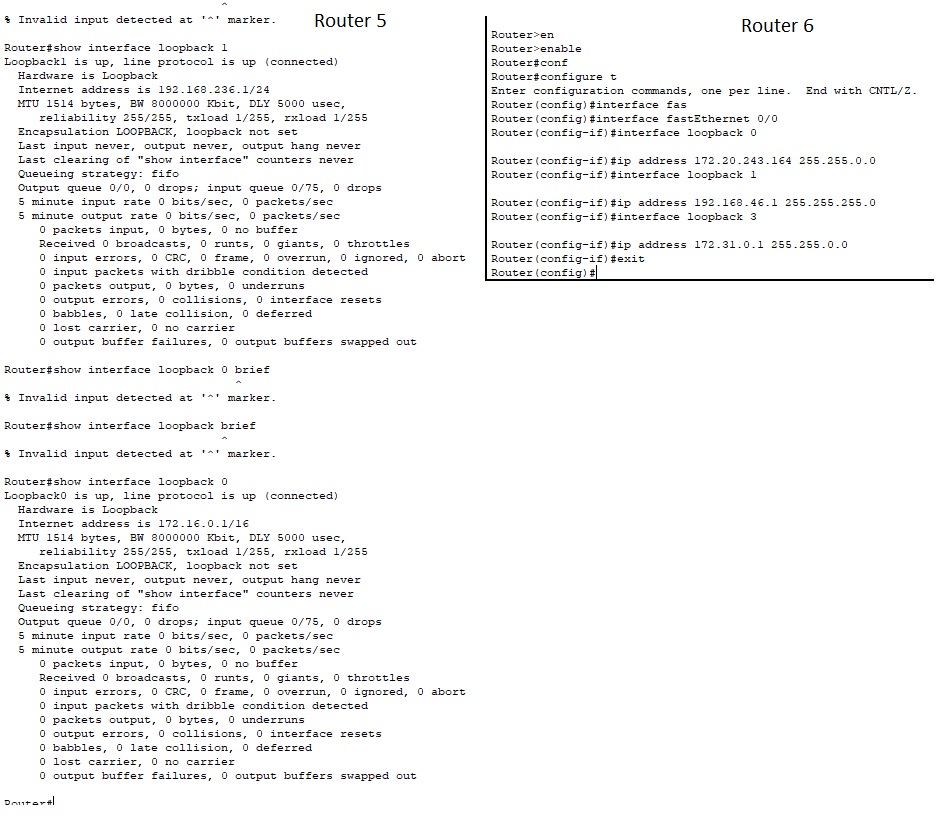 ^
% Invalid input detected at '^' marker.
Router 5
Router#show interface loopback 1
Loopback1 is up, line protocol is up (connected)
Hardware is Loopback
Internet address is 192.168.236.1/24
MTU 1514 bytes, BW 8000000 Kbit, DLY 5000 usec,
reliability 255/255, txload 1/255, rxload 1/255
Encapsulation LOOPBACK, loopback not set
Last input never, output never, output hang never
Last clearing of "show interface" counters never
Queueing strategy: fifo
Output queue 0/0, 0 drops; input queue 0/75, 0 drops
5 minute input rate 0 bits/sec, 0 packets/sec
5 minute output rate 0 bits/sec, 0 packets/sec
0 packets input, 0 bytes, 0 no buffer
Received 0 broadcasts, 0 runts, 0 giants, 0 throttles
0 input errors, 0 CRC, 0 frame, 0 overrun, 0 ignored, 0 abort
0 input packets with dribble condition detected
0 packets output, 0 bytes, 0 underruns
0 output errors, 0 collisions, 0 interface resets
0 babbles, 0 late collision, 0 deferred
0 lost carrier, 0 no carrier
0 output buffer failures, 0 output buffers swapped out
Router#show interface loopback 0 brief
^
% Invalid input detected at '^' marker.
Router#show interface loopback brief
^
% Invalid input detected at '^' marker.
Router#show interface loopback 0
Loopback0 is up, line protocol is up (connected)
Hardware is Loopback
Internet address is 172.16.0.1/16
MTU 1514 bytes, BW 8000000 Kbit, DLY 5000 usec,
reliability 255/255, txload 1/255, rxload 1/255
Encapsulation LOOPBACK, loopback not set
Last input never, output never, output hang never
Last clearing of "show interface" counters never
Queueing strategy: fifo
Output queue 0/0, 0 drops; input queue 0/75, 0 drops
5 minute input rate 0 bits/sec, 0 packets/sec
5 minute output rate 0 bits/sec, 0 packets/sec
0 packets input, 0 bytes, 0 no buffer
Received 0 broadcasts, 0 runts, 0 giants, 0 throttles
0 input errors, 0 CRC, 0 frame, 0 overrun, 0 ignored, 0 abort
0 input packets with dribble condition detected
0 packets output, 0 bytes, 0 underruns
0 output errors, 0 collisions, 0 interface resets
0 babbles, 0 late collision, 0 deferred
0 lost carrier, 0 no carrier
0 output buffer failures, 0 output buffers swapped out
Router#
Router 6
Router>en
Router>enable
Router#conf
Router#configure t
Enter configuration commands, one per line.  End with CNTL/Z.
Router(config)#interface fas
Router(config)#interface fastEthernet 0/0
Router(config-if)#interface loopback 0
Router(config-if)#ip address 172.20.243.164 255.255.0.0
Router(config-if)#interface loopback 1
Router(config-if)#ip address 192.168.46.1 255.255.255.0
Router(config-if)#interface loopback 3
Router(config-if)#ip address 172.31.0.1 255.255.0.0
Router(config-if)#exit
Router(config)#